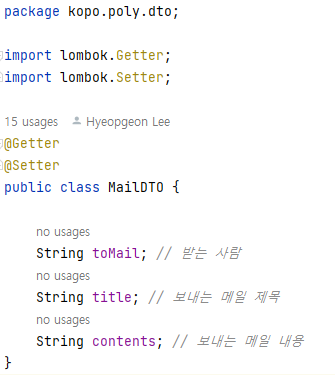 package kopo.poly.dto;
import lombok.Getter;
import lombok.Setter;
15 usages Hyeopgeon Lee
@Getter
@Setter
public class MailDTO {
no usages
String toMail; // 받는 사람
no usages
String title; // 보내는 메일 제목
no usages
String contents; // 보내는 메일 내용
}